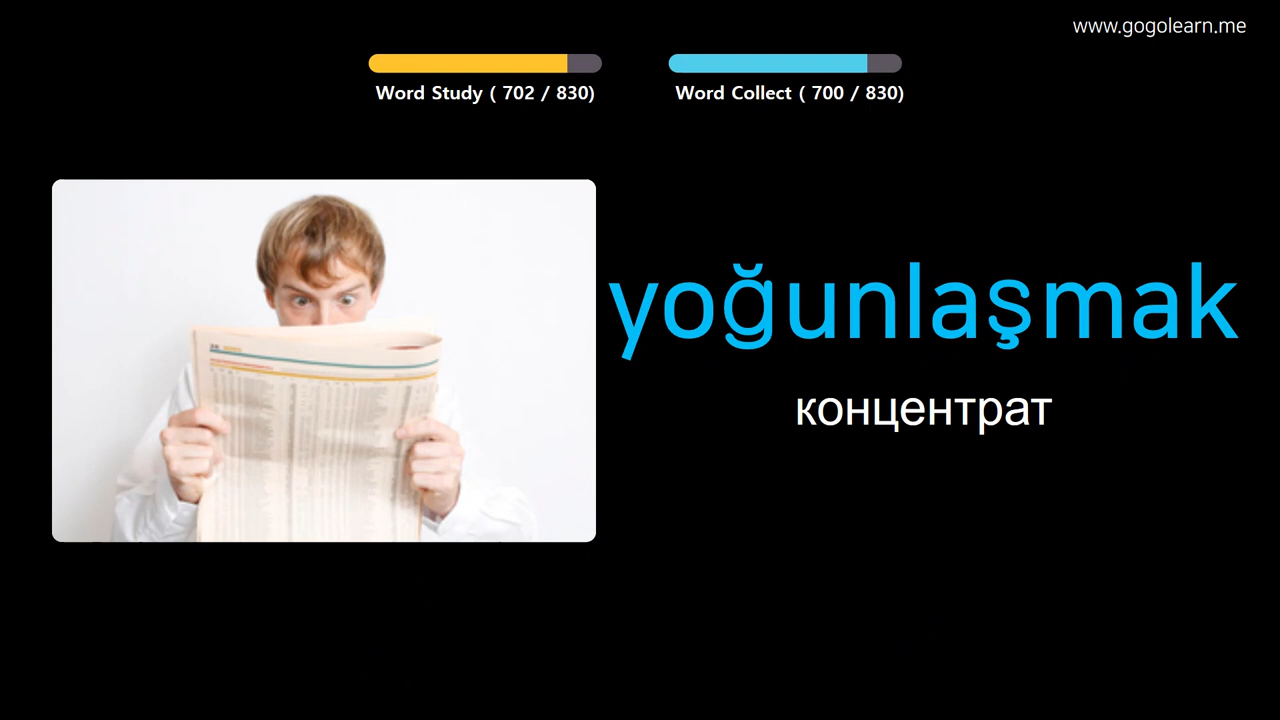 www.gogolearn.me
Word Study ( 702 / 830)
Word Collect ( 700 / 830)
yoğunlaşmak
концентрат